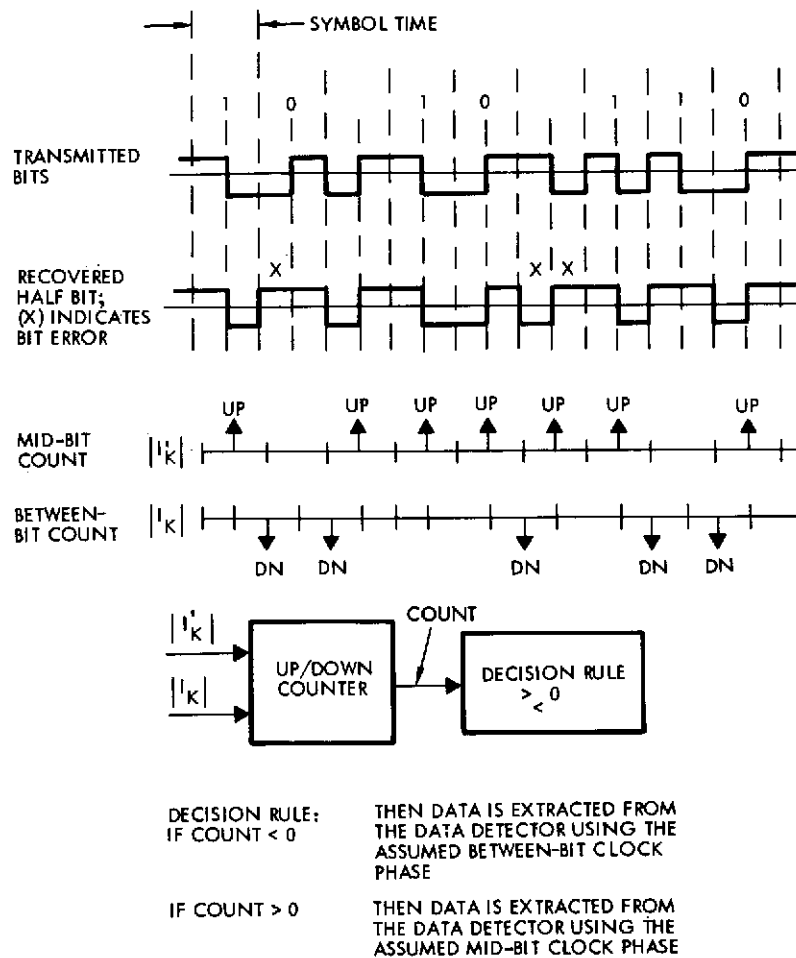 SYMBOL TIME
1 0 1 0 1 1 0
TRANSMITTED
BITS
X X X
RECOVERED
HALF BIT;
(X) INDICATES
BIT ERROR
UP UP UP UP UP UP UP
MID-BIT
COUNT |I'K|
BETWEEN-
BIT COUNT |IK|
DN DN DN DN DN
|I'K|
|IK|
UP/DOWN
COUNTER
COUNT
DECISION RULE
> 0
<
DECISION RULE:
IF COUNT < 0
THEN DATA IS EXTRACTED FROM
THE DATA DETECTOR USING THE
ASSUMED BETWEEN-BIT CLOCK
PHASE
IF COUNT > 0
THEN DATA IS EXTRACTED FROM
THE DATA DETECTOR USING THE
ASSUMED MID-BIT CLOCK PHASE